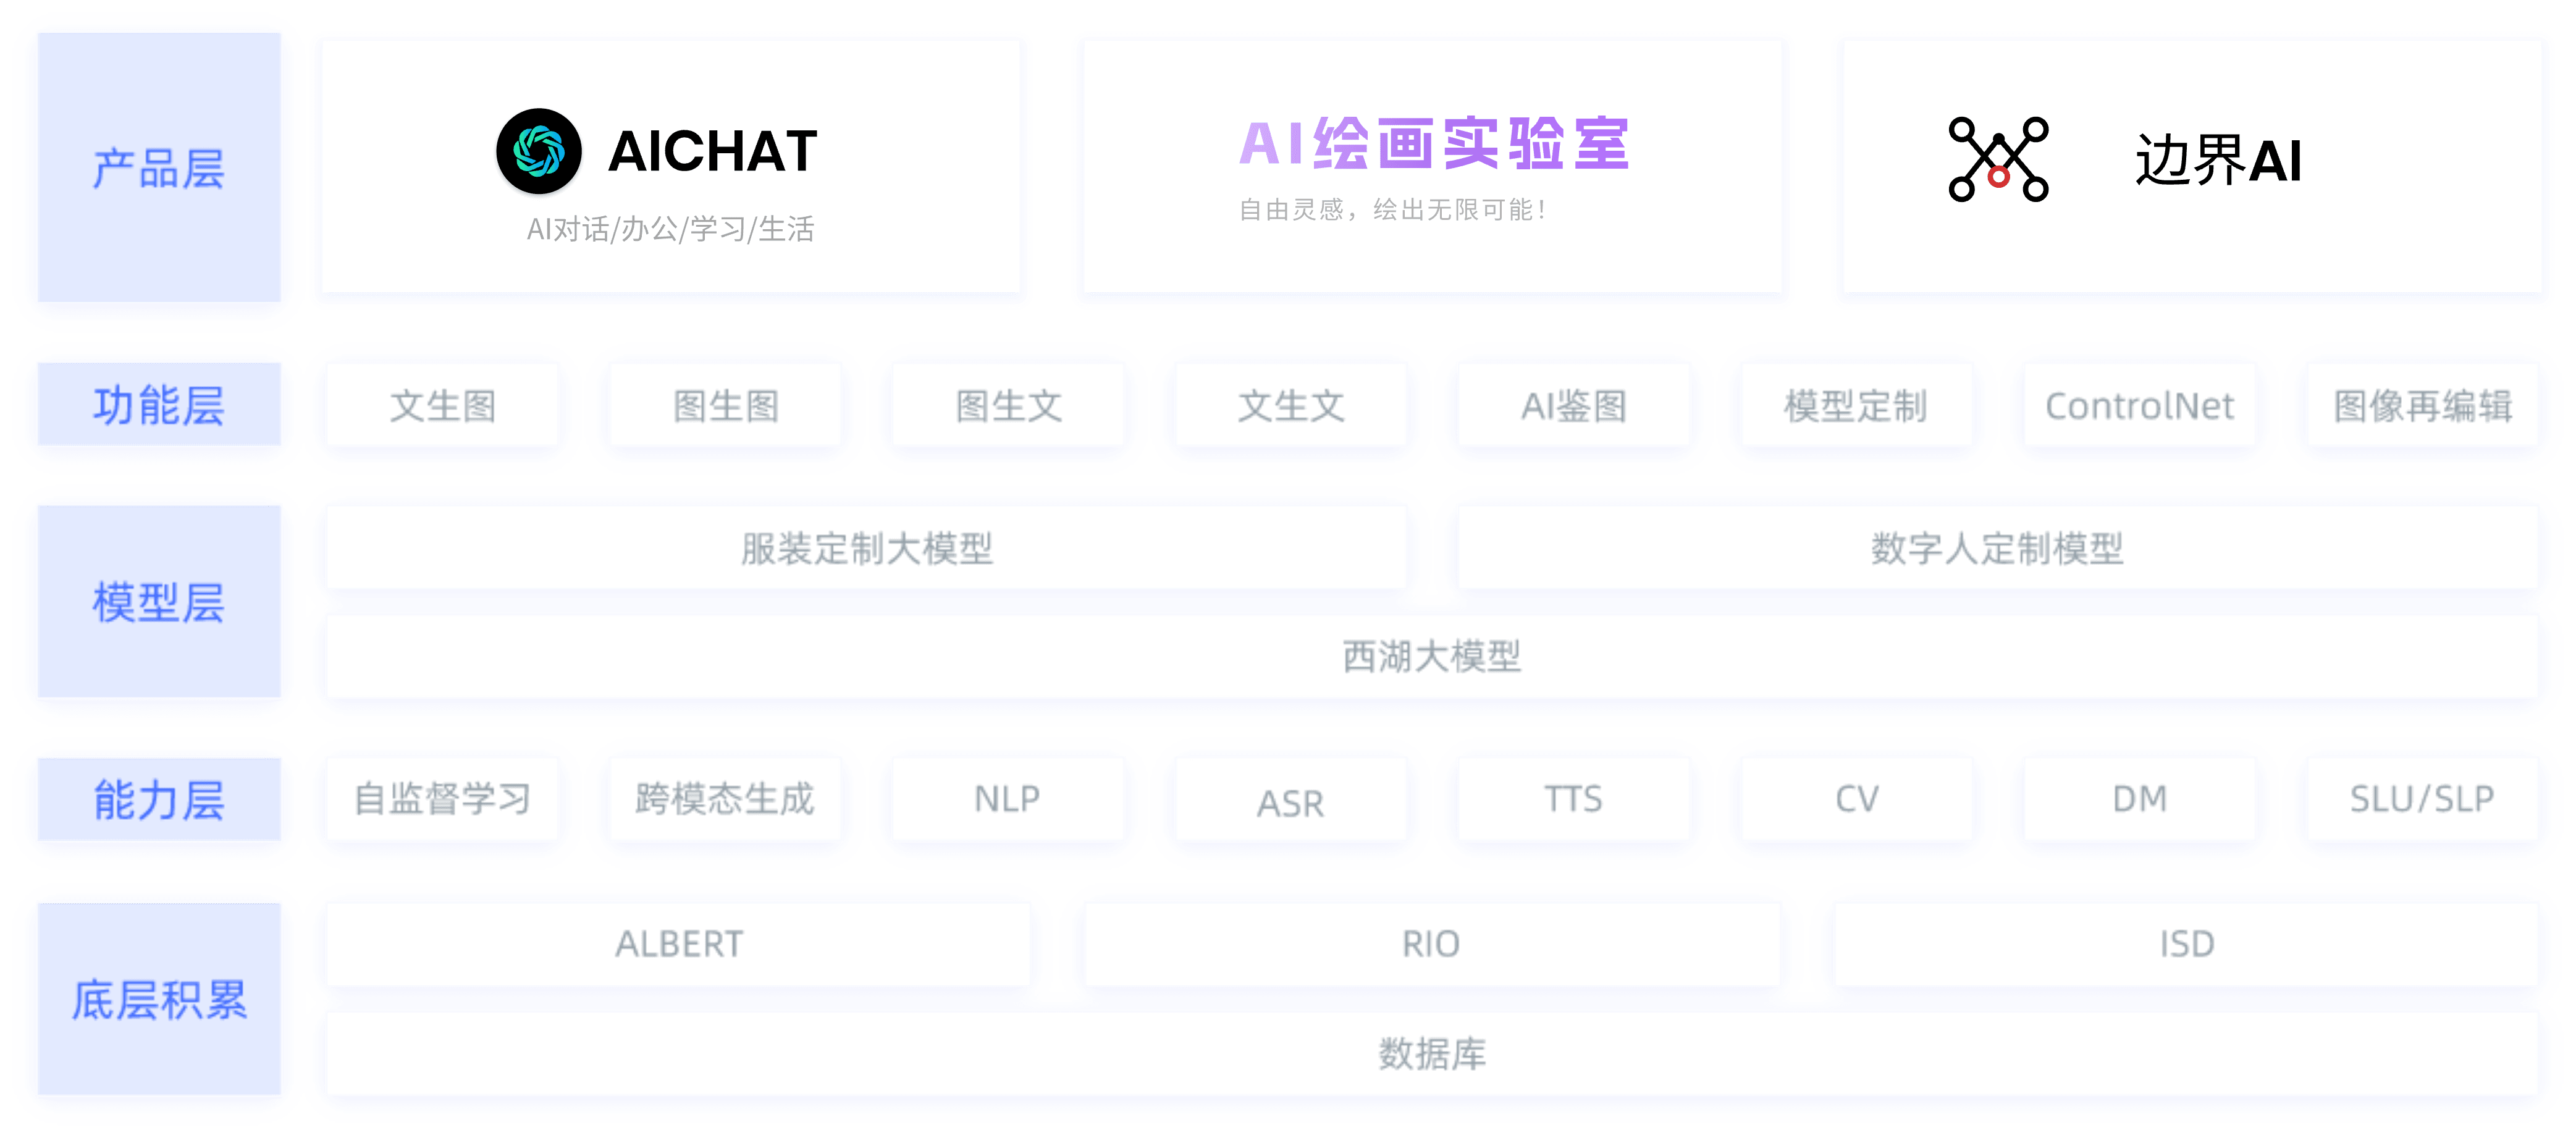 产品层
AICHAT
AI对话/办公/学习/生活
AI绘画实验室
自由灵感，绘出无限可能！
边界AI
功能层
文生图
图生图
图生文
文生文
AI鉴图
模型定制
ControlNet
图像再编辑
模型层
服装定制大模型
数字人定制模型
西湖大模型
能力层
自监督学习
跨模态生成
NLP
ASR
TTS
CV
DM
SLU/SLP
底层积累
ALBERT
RIO
ISD
数据库